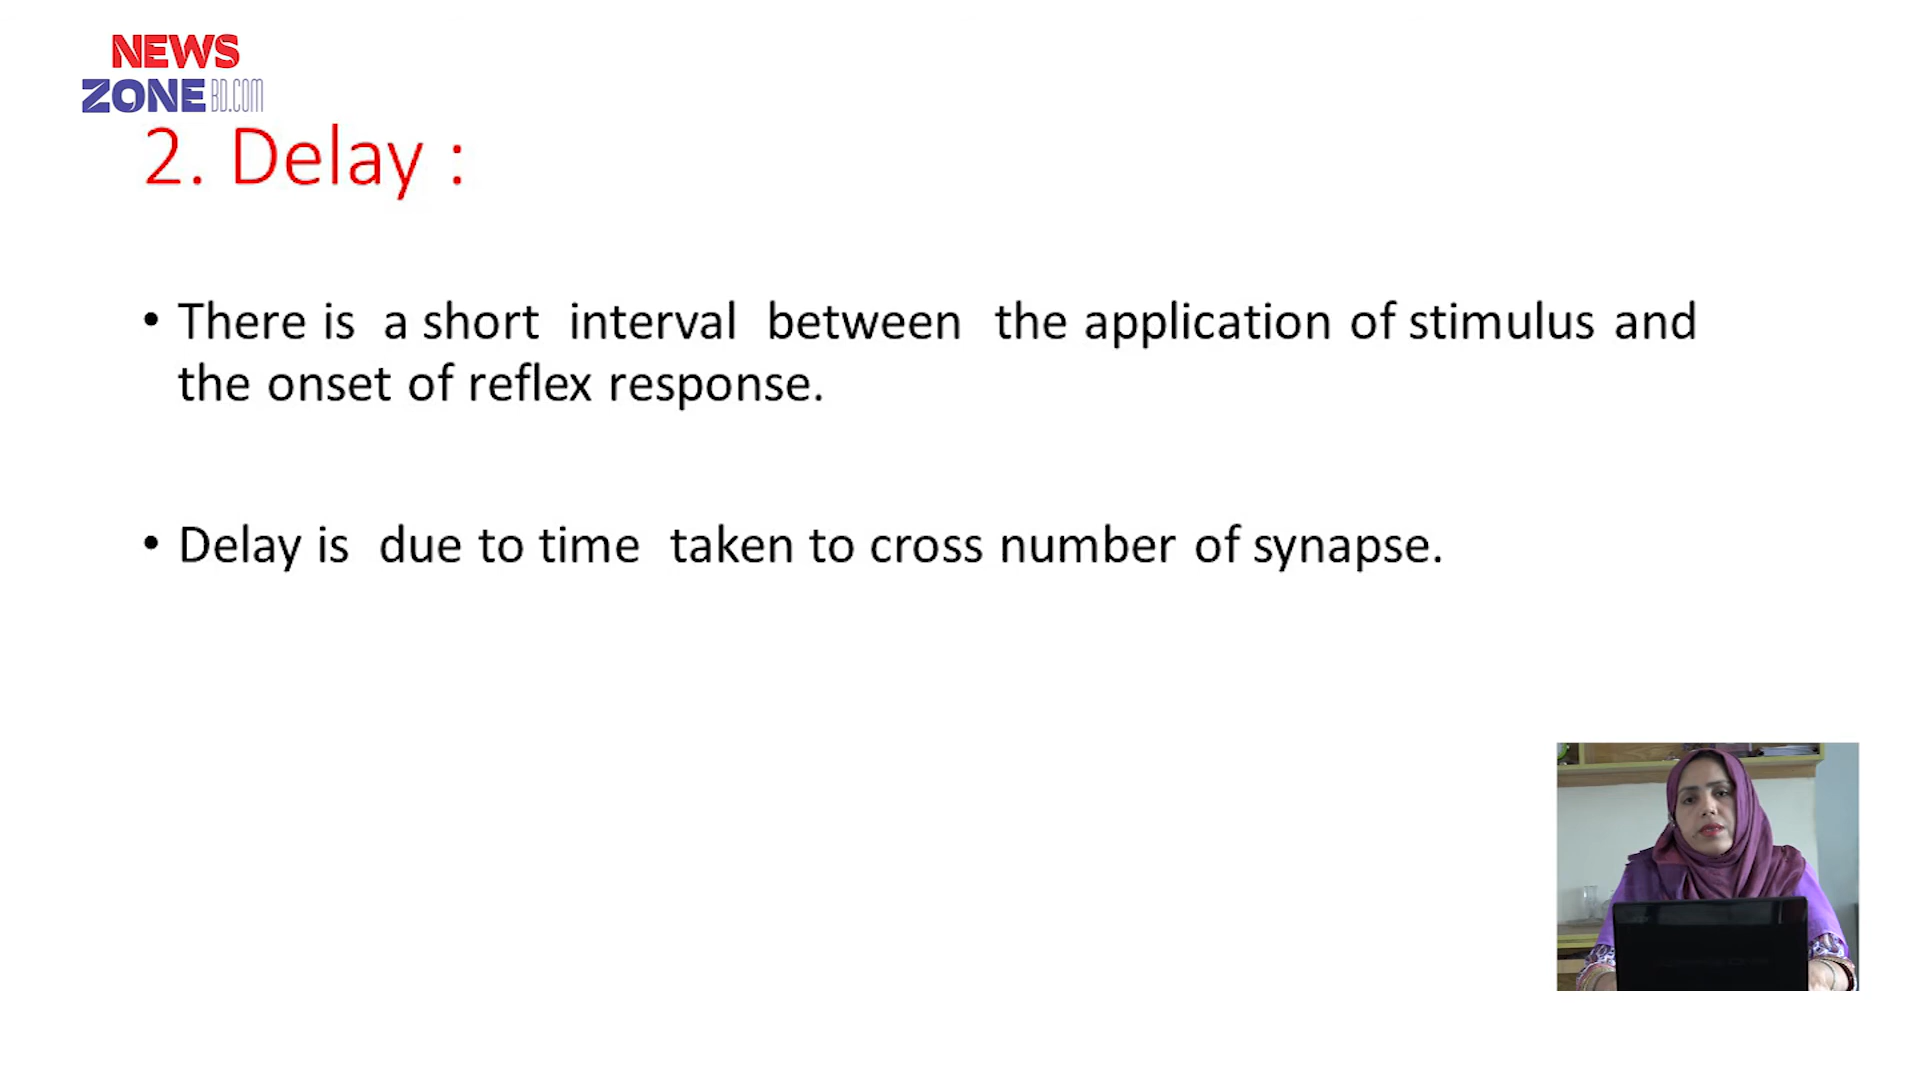 NEWS
ZONE BD.COM
2. Delay :
• There is a short interval between the application of stimulus and
the onset of reflex response.
• Delay is due to time taken to cross number of synapse.